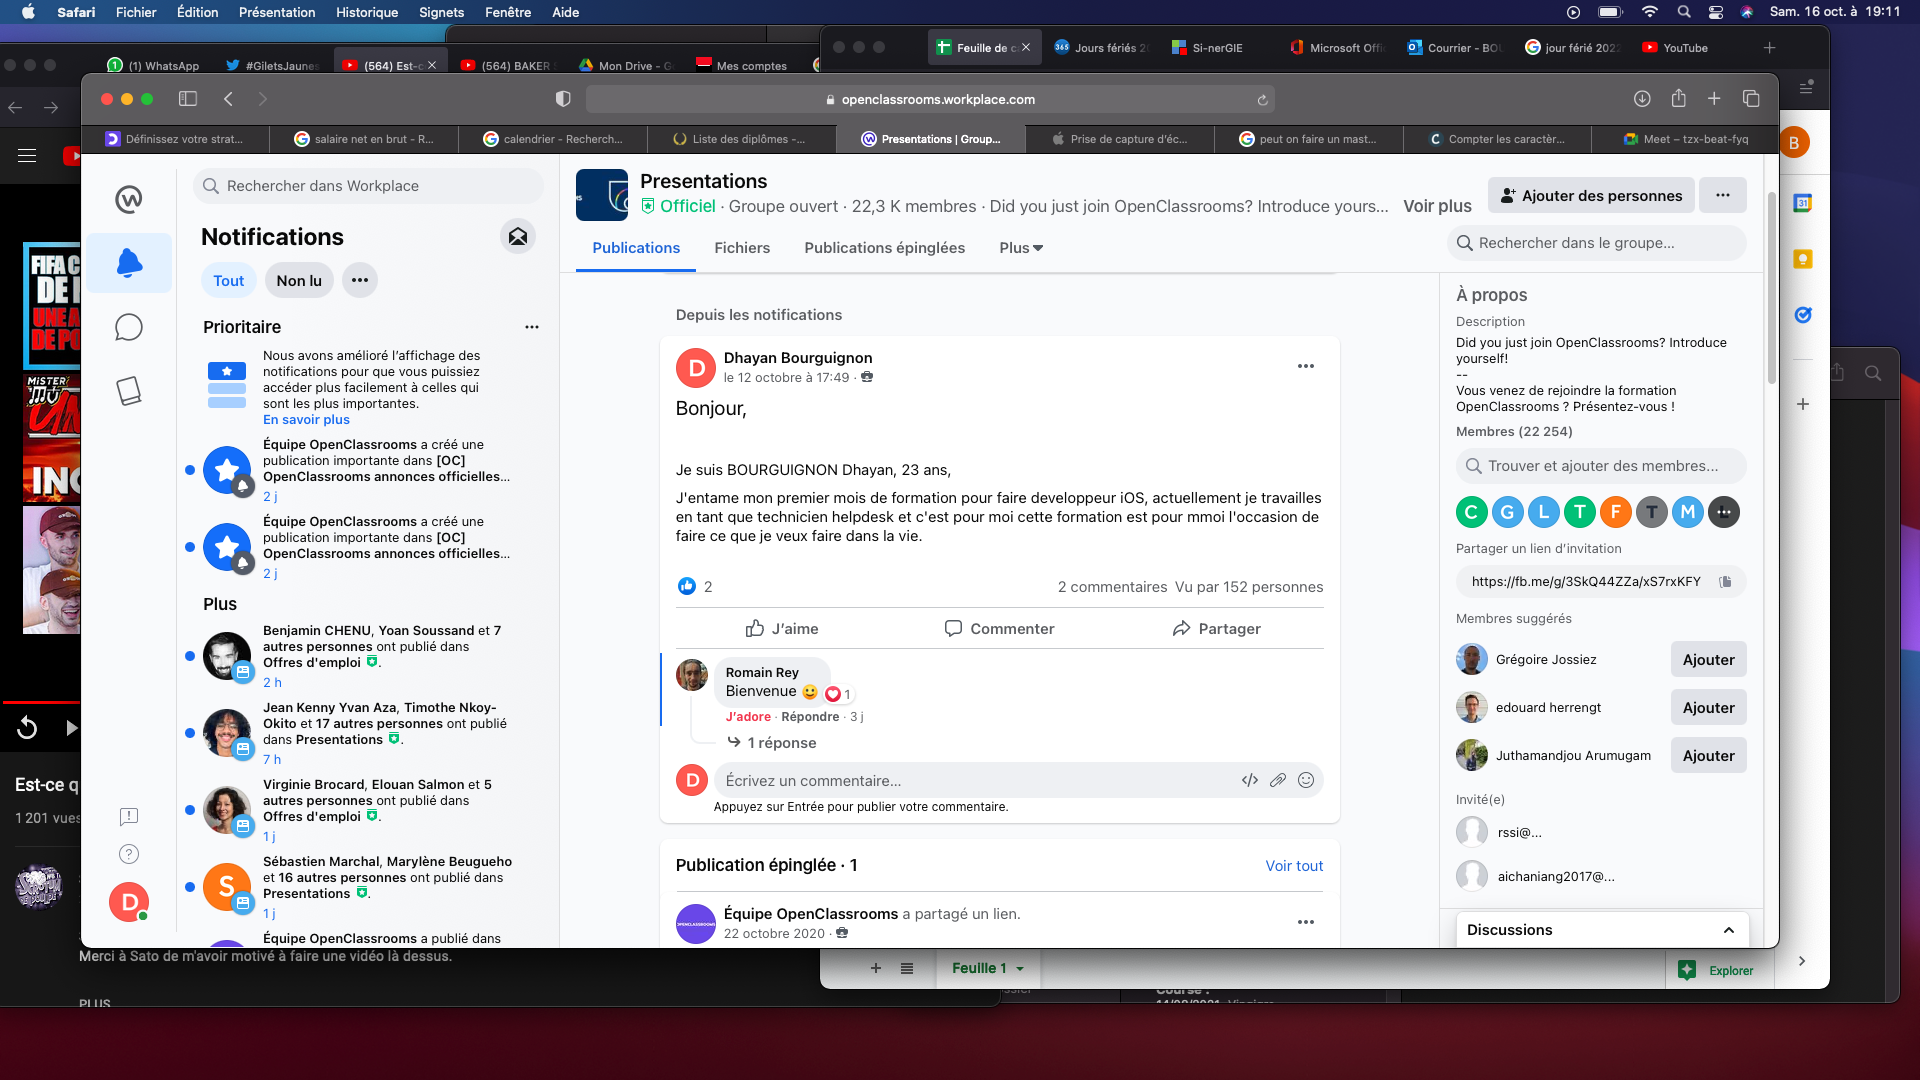 Safari Fichier Édition Présentation Historique Signets Fenêtre Aide Sam. 16 oct. à 19:11
(1) WhatsApp #GiletsJaunes (564) Est-c (564) BAKER Mon Drive - G Mes comptes
Feuille de c Jours fériés 2 Si-nerGIE Microsoft Offi Courrier - BOU jour férié 2022 YouTube
openclassrooms.workplace.com
Définissez votre strat... salaire net en brut - R... calendrier - Recherch... Liste des diplômes -... Presentations | Group... Prise de capture d'éc... peut on faire un mast... Compter les caractèr... Meet – tzx-beat-fyq
Rechercher dans Workplace
Notifications
Tout Non lu
Prioritaire
Nous avons amélioré l'affichage des
notifications pour que vous puissiez
accéder plus facilement à celles qui
sont les plus importantes.
En savoir plus
Équipe OpenClassrooms a créé une
publication importante dans [OC]
OpenClassrooms annonces officielles...
2 j
Équipe OpenClassrooms a créé une
publication importante dans [OC]
OpenClassrooms annonces officielles...
2 j
Plus
Benjamin CHENU, Yoan Soussand et 7
autres personnes ont publié dans
Offres d'emploi.
2 h
Jean Kenny Yvan Aza, Timothe Nkoy-
Okito et 17 autres personnes ont publié
dans Presentations.
7 h
Virginie Brocard, Elouan Salmon et 5
autres personnes ont publié dans
Offres d'emploi.
1 j
S
Sébastien Marchal, Marylène Beugueho
et 16 autres personnes ont publié dans
Presentations.
1 j
Équipe OpenClassrooms a publié dans
D
Presentations
Officiel · Groupe ouvert · 22,3 K membres · Did you just join OpenClassrooms? Introduce yours... Voir plus
Ajouter des personnes
Publications Fichiers Publications épinglées Plus
Rechercher dans le groupe...
Depuis les notifications
D
Dhayan Bourguignon
le 12 octobre à 17:49 ·
Bonjour,
Je suis BOURGUIGNON Dhayan, 23 ans,
J'entame mon premier mois de formation pour faire developpeur iOS, actuellement je travailles
en tant que technicien helpdesk et c'est pour moi cette formation est pour mmoi l'occasion de
faire ce que je veux faire dans la vie.
2 2 commentaires Vu par 152 personnes
J'aime Commenter Partager
Romain Rey
Bienvenue 😃 1
J'adore · Répondre · 3 j
1 réponse
D
Écrivez un commentaire...
Appuyez sur Entrée pour publier votre commentaire.
Publication épinglée · 1 Voir tout
OPENCLASSROOMS
Équipe OpenClassrooms a partagé un lien.
22 octobre 2020 ·
À propos
Description
Did you just join OpenClassrooms? Introduce
yourself!
--
Vous venez de rejoindre la formation
OpenClassrooms ? Présentez-vous !
Membres (22 254)
Trouver et ajouter des membres...
C G L T F T M L
Partager un lien d'invitation
https://fb.me/g/3SkQ44ZZa/xS7rxKFY
Membres suggérés
Grégoire Jossiez Ajouter
edouard herrengt Ajouter
Juthamandjou Arumugam Ajouter
Invité(e)
rssi@...
aichaniang2017@...
Discussions
B
31
FIFA
DE
UNE A
DE PO
MISTER
MV
UN
INC
Est-ce q
1 201 vues
Merci à Sato de m'avoir motivé à faire une vidéo là dessus.
PLUS
Feuille 1
Explorer
Course :